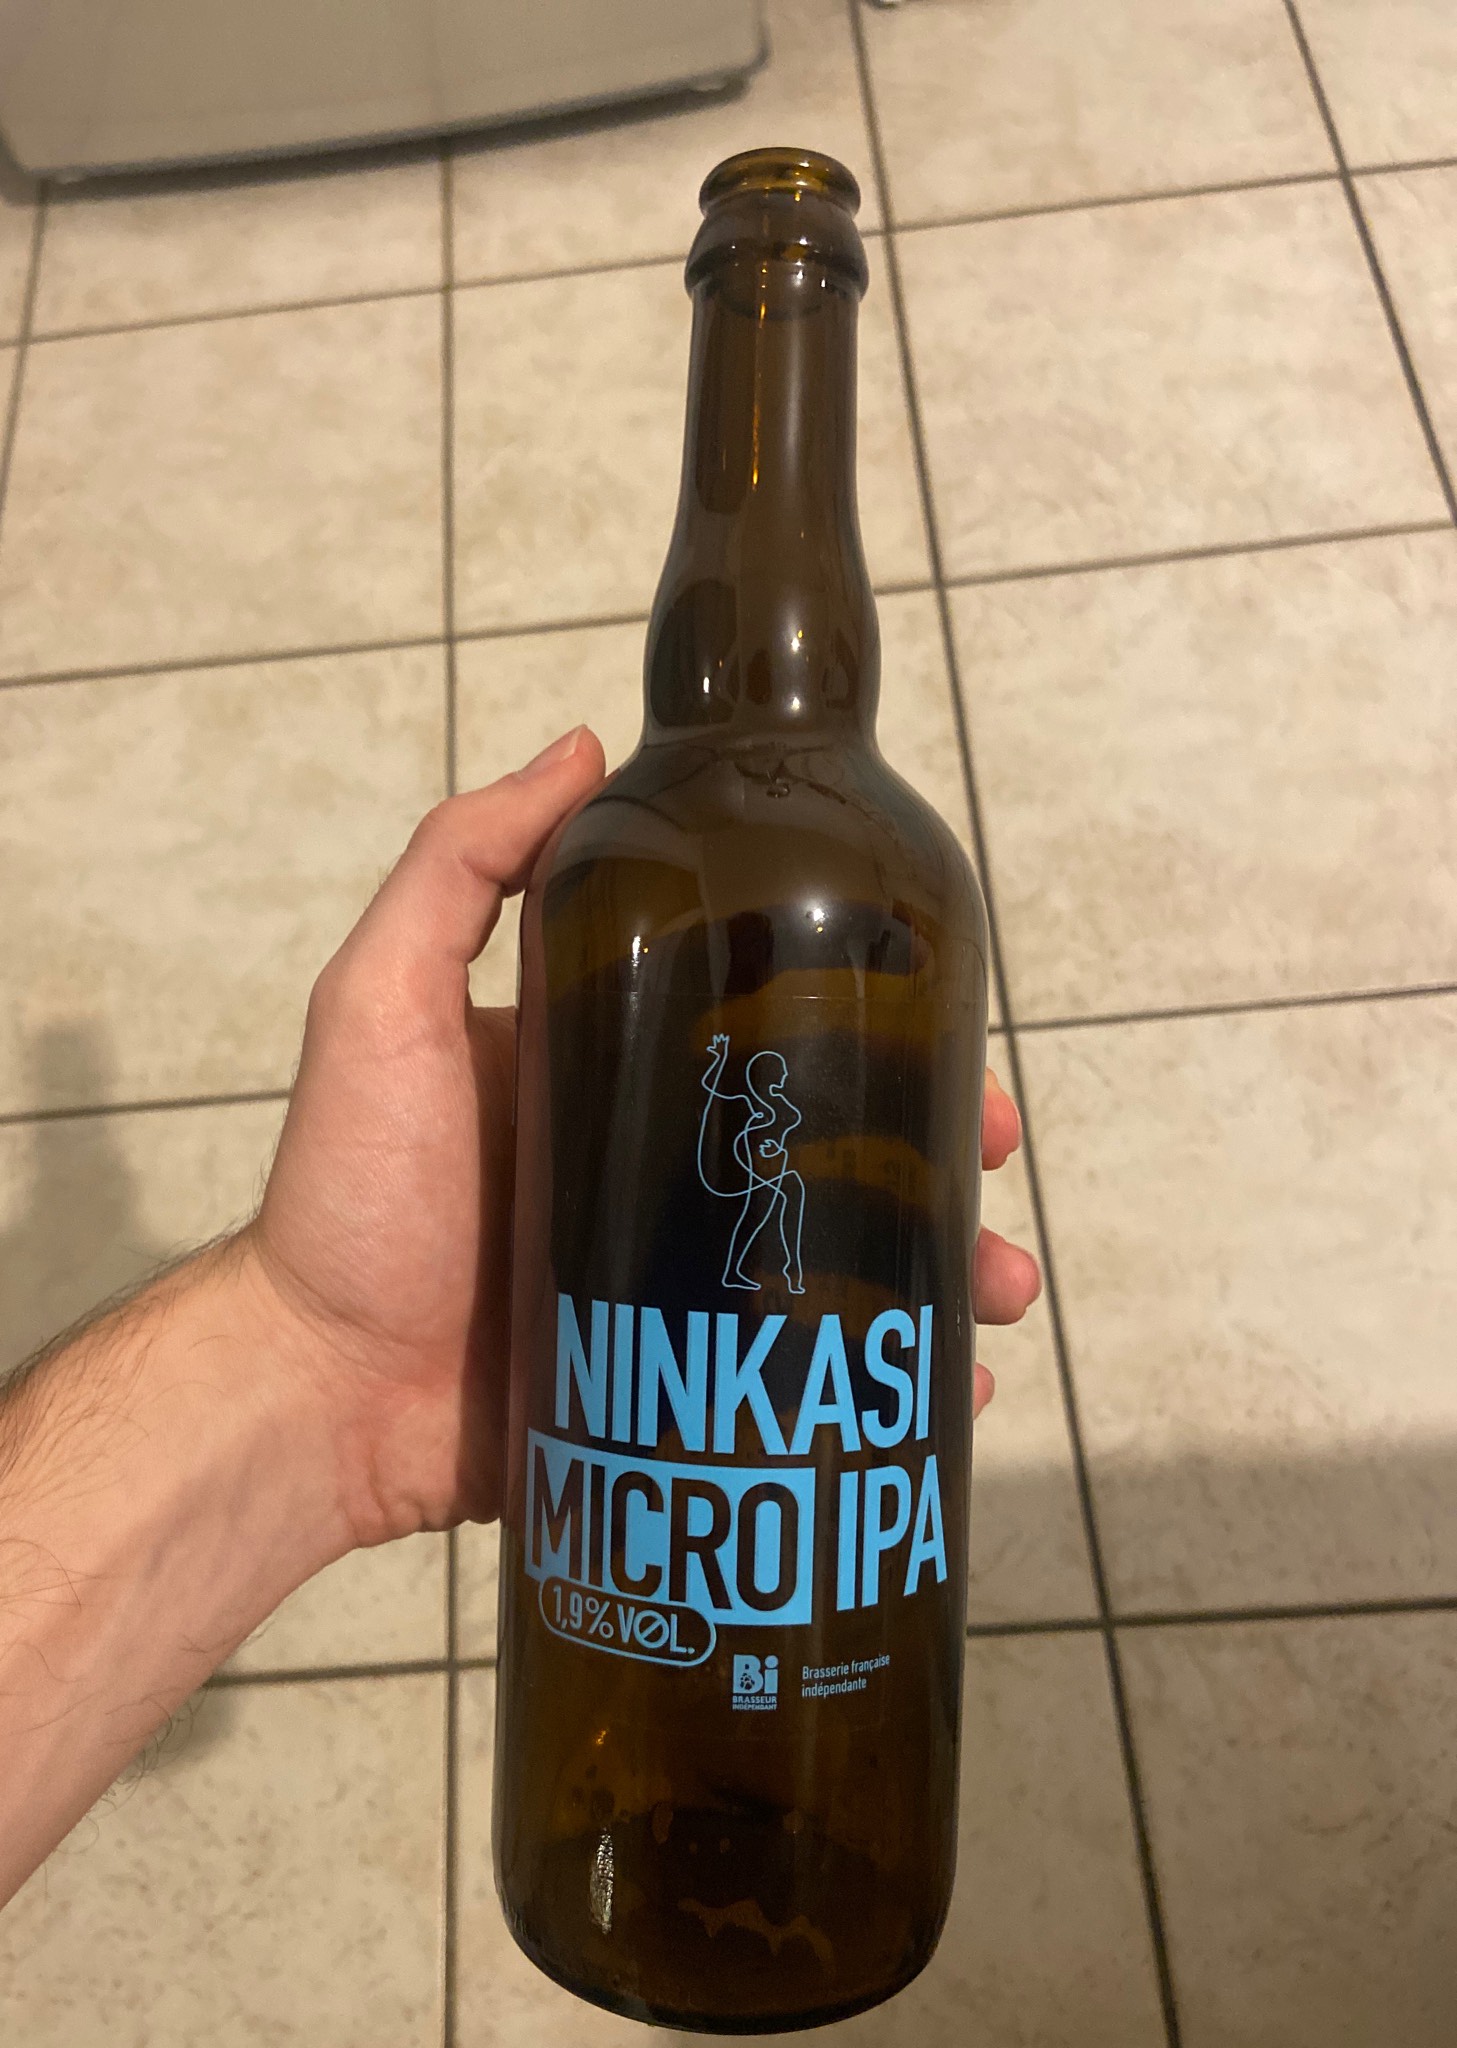 NINKASI
MICRO IPA
1,9% VØL.
Bi
BRASSEUR
INDÉPENDANT
Brasserie française
indépendante